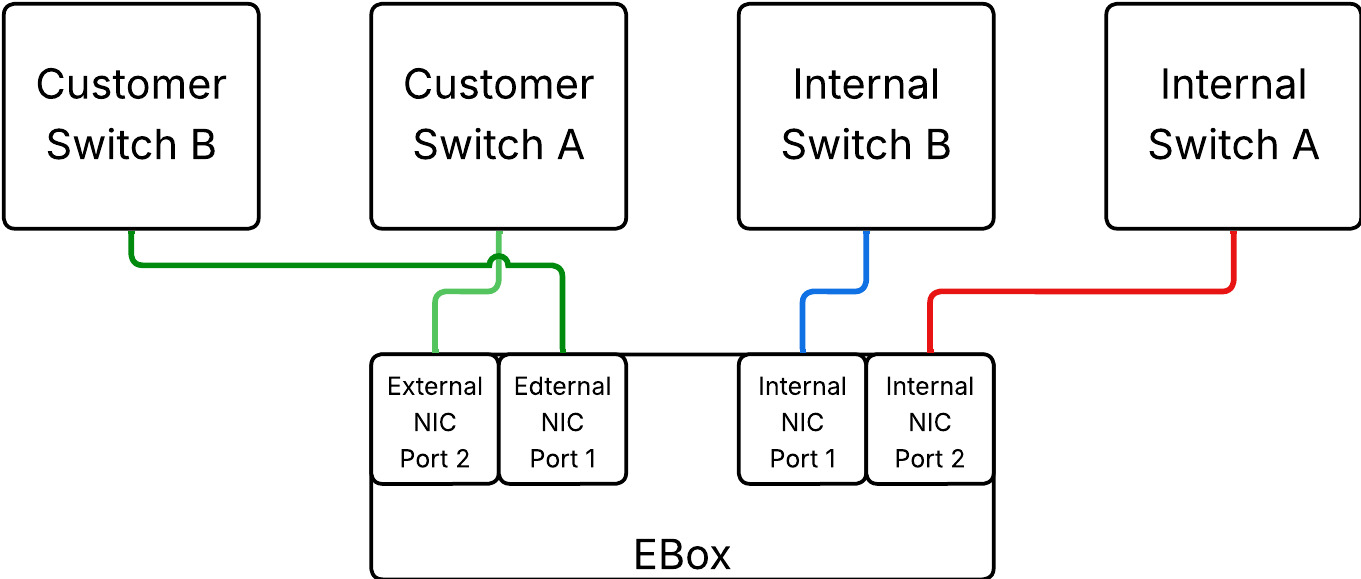 Customer
Switch B
Customer
Switch A
Internal
Switch B
Internal
Switch A
External
NIC
Port 2
Edternal
NIC
Port 1
Internal
NIC
Port 1
Internal
NIC
Port 2
EBox